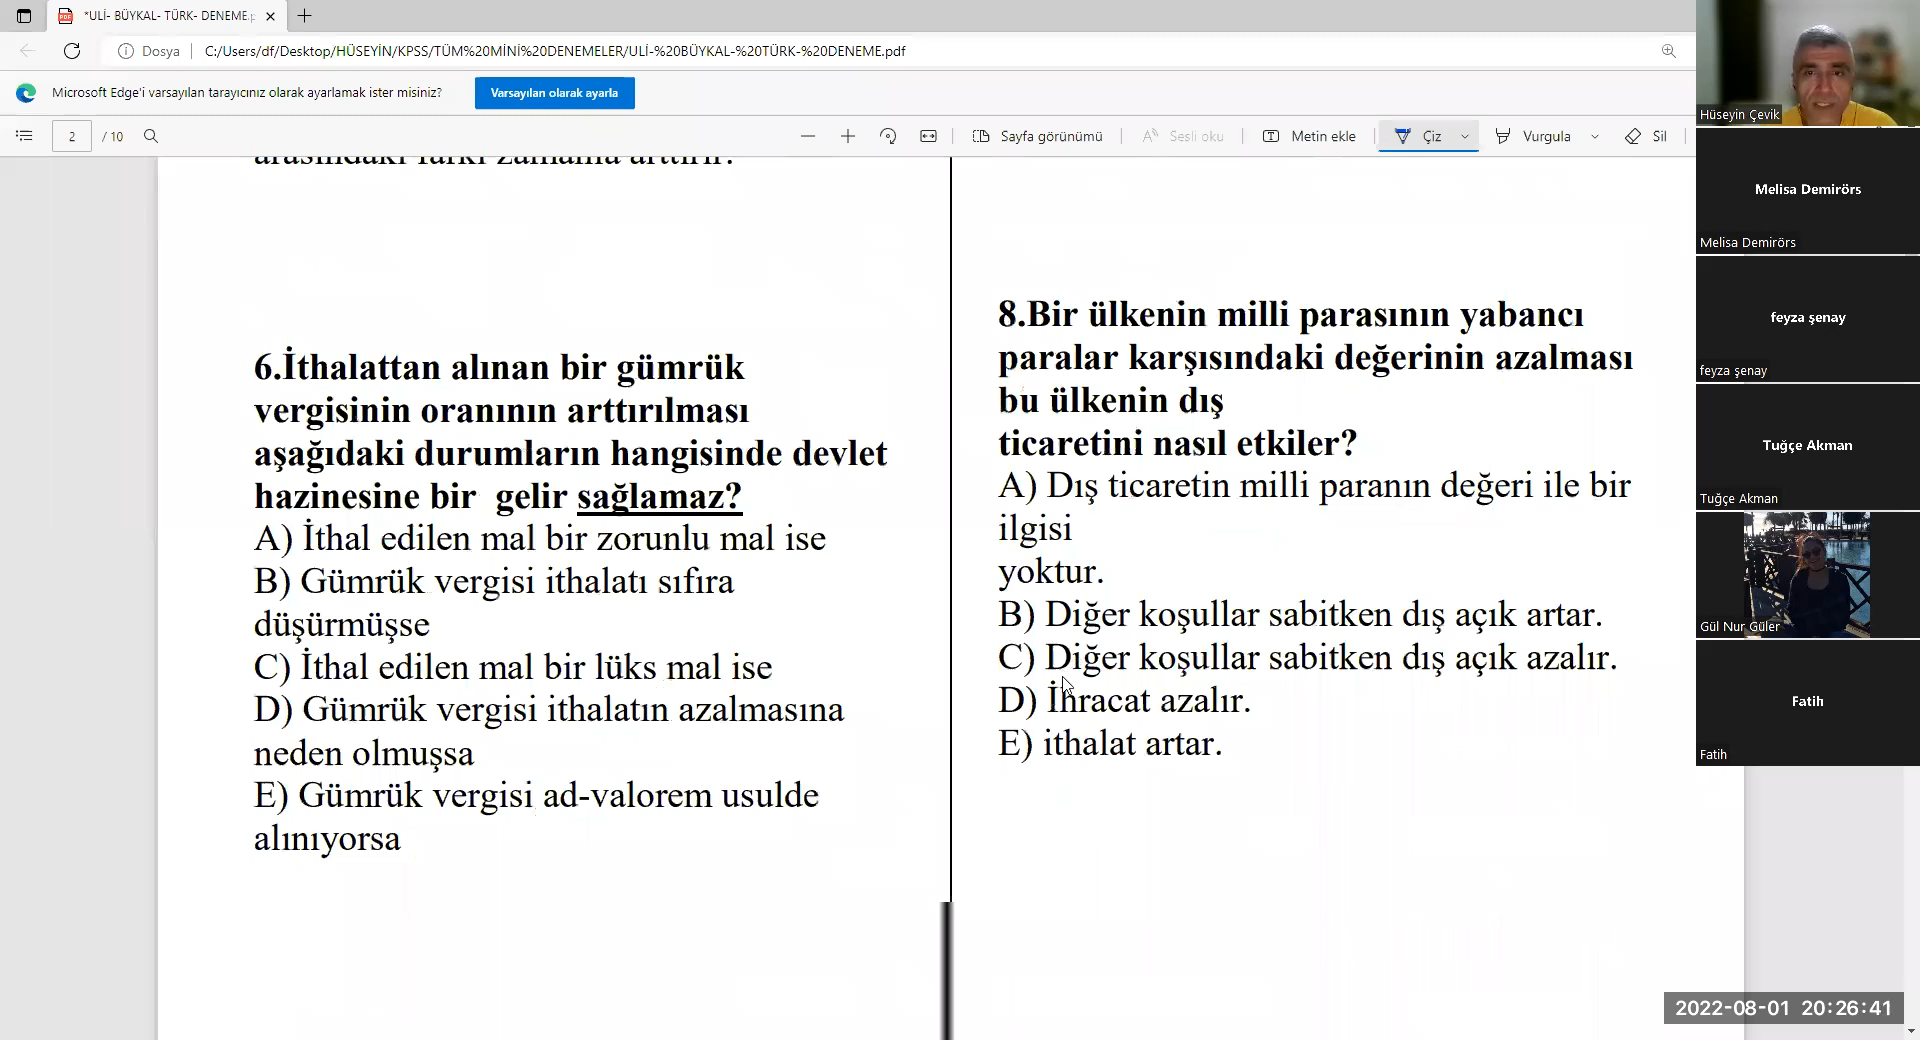 *ULİ- BÜYKAL- TÜRK- DENEME.p
Dosya
C:/Users/df/Desktop/HÜSEYİN/KPSS/TÜM%20MİNİ%20DENEMELER/ULİ-%20BÜYKAL-%20TÜRK-%20DENEME.pdf
Microsoft Edge'i varsayılan tarayıcınız olarak ayarlamak ister misiniz?
Varsayılan olarak ayarla
2 / 10
Sayfa görünümü
Sesli oku
Metin ekle
Çiz
Vurgula
Sil
arasındaki farkı zamanla arttırır.
6.İthalattan alınan bir gümrük
vergisinin oranının arttırılması
aşağıdaki durumların hangisinde devlet
hazinesine bir gelir sağlamaz?
A) İthal edilen mal bir zorunlu mal ise
B) Gümrük vergisi ithalatı sıfıra
düşürmüşse
C) İthal edilen mal bir lüks mal ise
D) Gümrük vergisi ithalatın azalmasına
neden olmuşsa
E) Gümrük vergisi ad-valorem usulde
alınıyorsa
8.Bir ülkenin milli parasının yabancı
paralar karşısındaki değerinin azalması
bu ülkenin dış
ticaretini nasıl etkiler?
A) Dış ticaretin milli paranın değeri ile bir
ilgisi
yoktur.
B) Diğer koşullar sabitken dış açık artar.
C) Diğer koşullar sabitken dış açık azalır.
D) İhracat azalır.
E) ithalat artar.
Hüseyin Çevik
Melisa Demirörs
Melisa Demirörs
feyza şenay
feyza şenay
Tuğçe Akman
Tuğçe Akman
Gül Nur Güler
Fatih
Fatih
2022-08-01 20:26:41